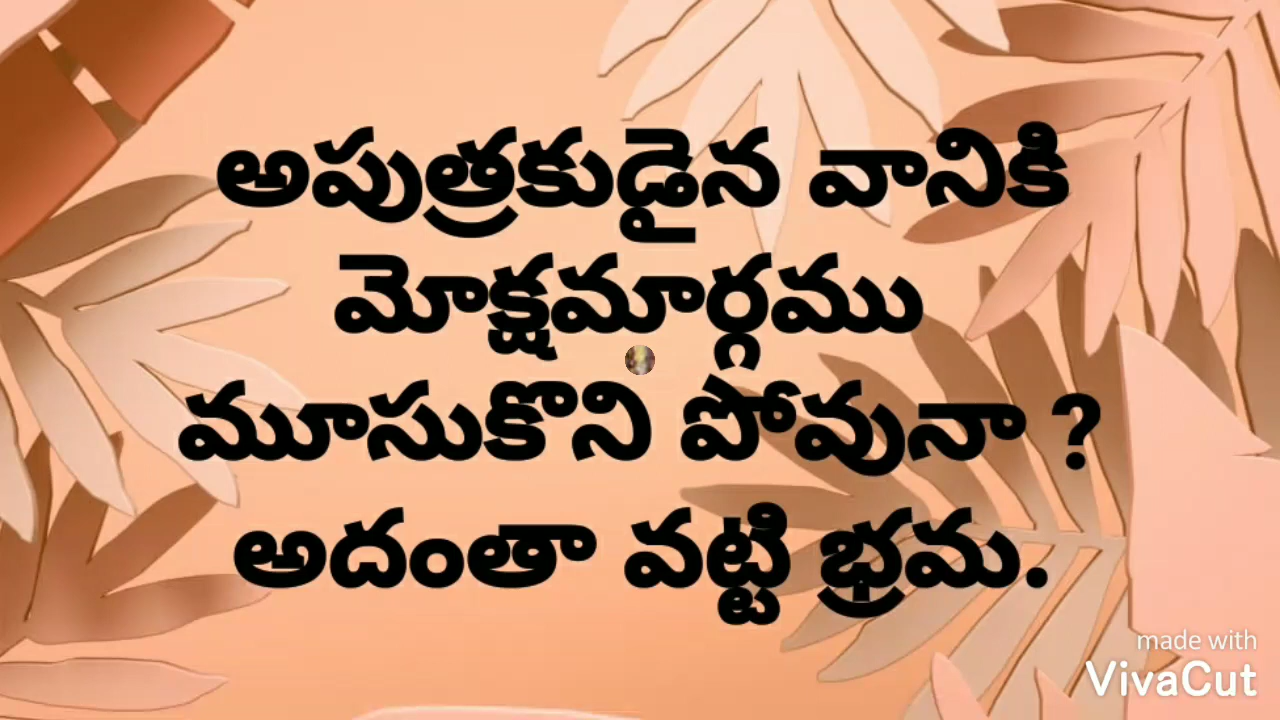 అపుత్రకుడైన వానికి
మోక్షమార్గము
మూసుకొని పోవునా ?
అదంతా వట్టి భ్రమ.
made with
VivaCut